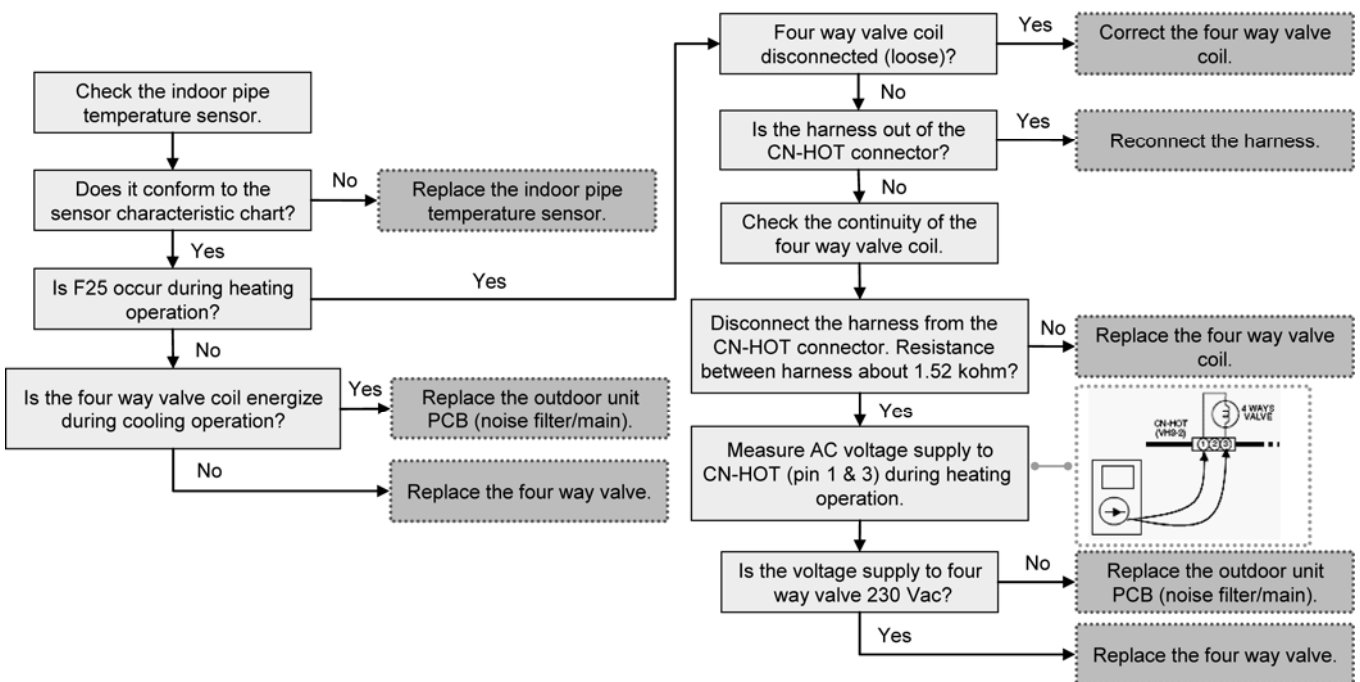 Check the indoor pipe
temperature sensor.
Does it conform to the
sensor characteristic chart?
No
Replace the indoor pipe
temperature sensor.
Yes
Is F25 occur during heating
operation?
Yes
No
Is the four way valve coil energize
during cooling operation?
Yes
Replace the outdoor unit
PCB (noise filter/main).
No
Replace the four way valve.
Four way valve coil
disconnected (loose)?
Yes
Correct the four way valve
coil.
No
Is the harness out of the
CN-HOT connector?
Yes
Reconnect the harness.
No
Check the continuity of the
four way valve coil.
Disconnect the harness from the
CN-HOT connector. Resistance
between harness about 1.52 kohm?
No
Replace the four way valve
coil.
Yes
Measure AC voltage supply to
CN-HOT (pin 1 & 3) during heating
operation.
4 WAYS
VALVE
CN-HOT
(VH9-2)
1 2 3
Is the voltage supply to four
way valve 230 Vac?
No
Replace the outdoor unit
PCB (noise filter/main).
Yes
Replace the four way valve.